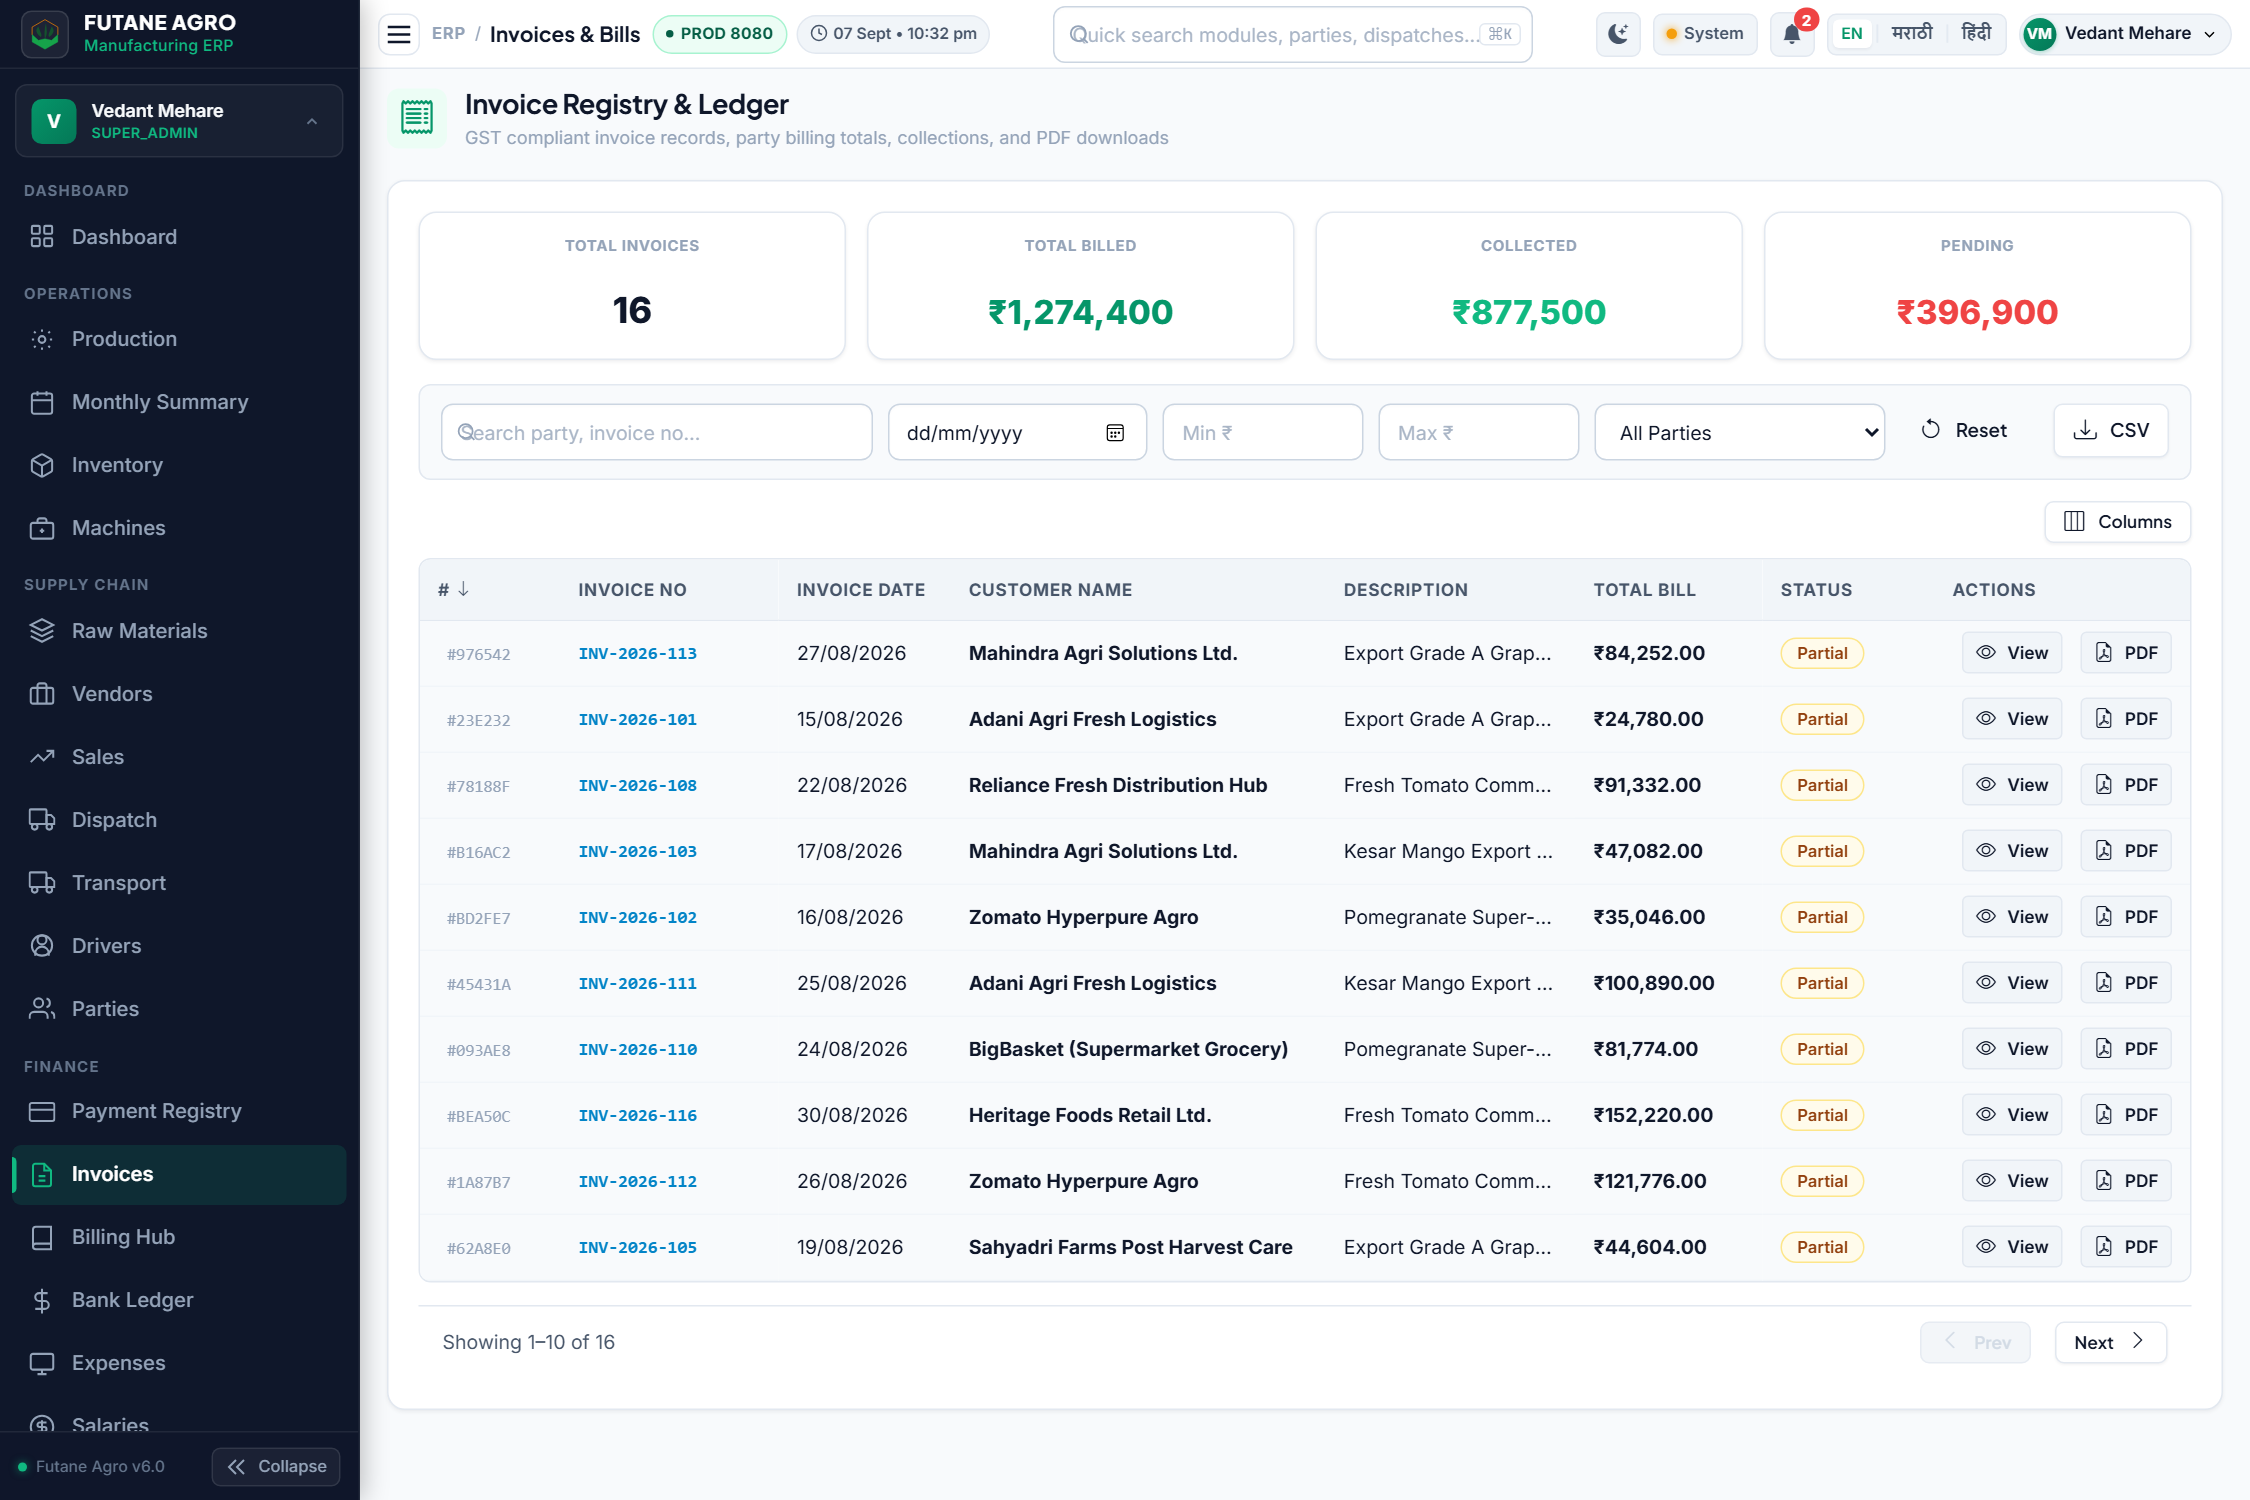 FUTANE AGRO
Manufacturing ERP
Vedant Mehare
SUPER_ADMIN
V
DASHBOARD
Dashboard
OPERATIONS
Production
Monthly Summary
Inventory
Machines
SUPPLY CHAIN
Raw Materials
Vendors
Sales
Dispatch
Transport
Drivers
Parties
FINANCE
Payment Registry
Invoices
Billing Hub
Bank Ledger
Expenses
Salaries
Futane Agro v6.0
Collapse
ERP / Invoices & Bills
PROD 8080
07 Sept • 10:32 pm
Quick search modules, parties, dispatches...
⌘K
System
2
EN मराठी हिंदी
VM Vedant Mehare
Invoice Registry & Ledger
GST compliant invoice records, party billing totals, collections, and PDF downloads
TOTAL INVOICES
16
TOTAL BILLED
₹1,274,400
COLLECTED
₹877,500
PENDING
₹396,900
Search party, invoice no...
dd/mm/yyyy
Min ₹
Max ₹
All Parties
Reset
CSV
Columns
# ↓ INVOICE NO INVOICE DATE CUSTOMER NAME DESCRIPTION TOTAL BILL STATUS ACTIONS
#976542 INV-2026-113 27/08/2026 Mahindra Agri Solutions Ltd. Export Grade A Grap... ₹84,252.00 Partial View PDF
#23E232 INV-2026-101 15/08/2026 Adani Agri Fresh Logistics Export Grade A Grap... ₹24,780.00 Partial View PDF
#78188F INV-2026-108 22/08/2026 Reliance Fresh Distribution Hub Fresh Tomato Comm... ₹91,332.00 Partial View PDF
#B16AC2 INV-2026-103 17/08/2026 Mahindra Agri Solutions Ltd. Kesar Mango Export ... ₹47,082.00 Partial View PDF
#BD2FE7 INV-2026-102 16/08/2026 Zomato Hyperpure Agro Pomegranate Super-... ₹35,046.00 Partial View PDF
#45431A INV-2026-111 25/08/2026 Adani Agri Fresh Logistics Kesar Mango Export ... ₹100,890.00 Partial View PDF
#093AE8 INV-2026-110 24/08/2026 BigBasket (Supermarket Grocery) Pomegranate Super-... ₹81,774.00 Partial View PDF
#BEA50C INV-2026-116 30/08/2026 Heritage Foods Retail Ltd. Fresh Tomato Comm... ₹152,220.00 Partial View PDF
#1A87B7 INV-2026-112 26/08/2026 Zomato Hyperpure Agro Fresh Tomato Comm... ₹121,776.00 Partial View PDF
#62A8E0 INV-2026-105 19/08/2026 Sahyadri Farms Post Harvest Care Export Grade A Grap... ₹44,604.00 Partial View PDF
Showing 1–10 of 16
Prev
Next